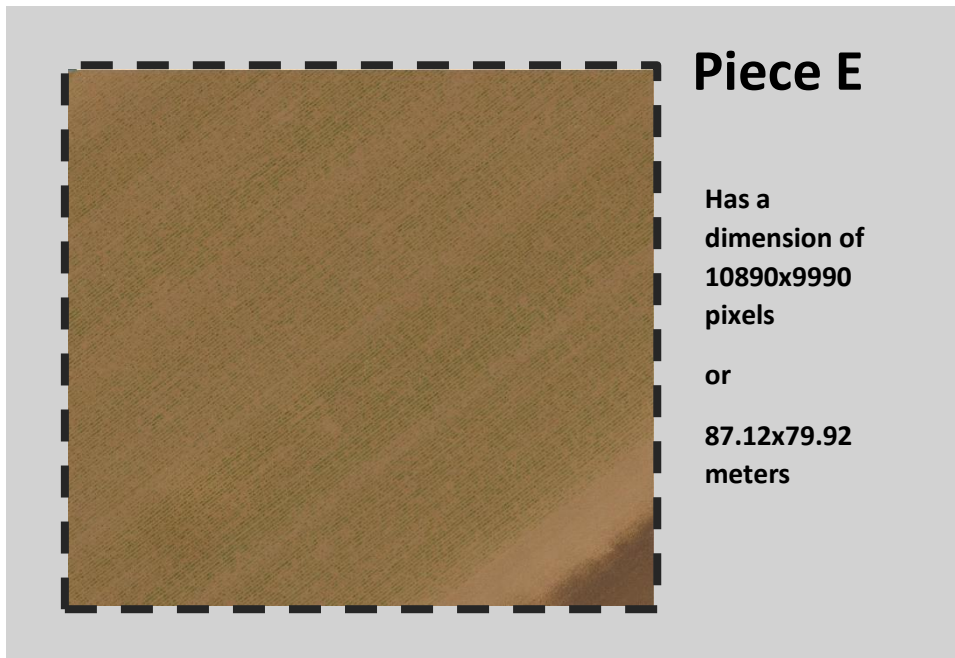 Piece E
Has a
dimension of
10890x9990
pixels
or
87.12x79.92
meters